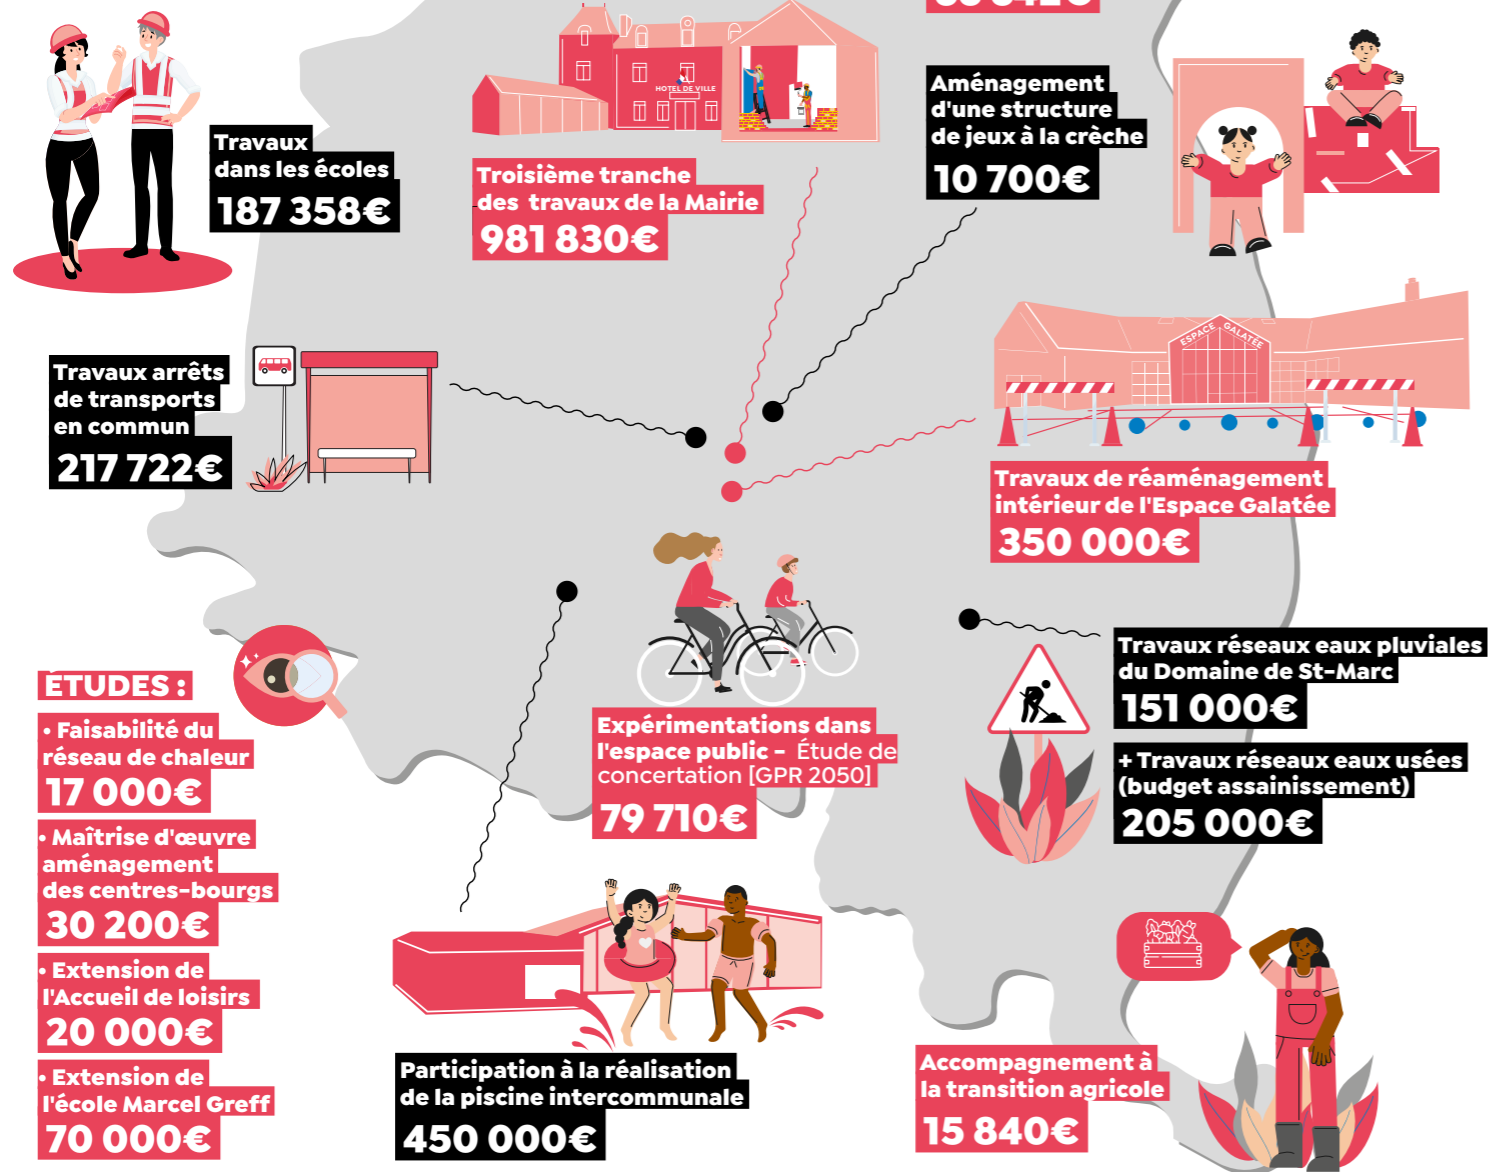 HOTEL DE VILLE
Travaux
dans les écoles
187 358€
Troisième tranche
des travaux de la Mairie
981 830€
Aménagement
d'une structure
de jeux à la crèche
10 700€
Travaux arrêts
de transports
en commun
217 722€
ESPACE GALATÉE
Travaux de réaménagement
intérieur de l'Espace Galatée
350 000€
Travaux réseaux eaux pluviales
du Domaine de St-Marc
151 000€
+ Travaux réseaux eaux usées
(budget assainissement)
205 000€
Expérimentations dans
l'espace public - Étude de
concertation [GPR 2050]
79 710€
ÉTUDES :
• Faisabilité du
réseau de chaleur
17 000€
• Maîtrise d'œuvre
aménagement
des centres-bourgs
30 200€
• Extension de
l'Accueil de loisirs
20 000€
• Extension de
l'école Marcel Greff
70 000€
Participation à la réalisation
de la piscine intercommunale
450 000€
Accompagnement à
la transition agricole
15 840€